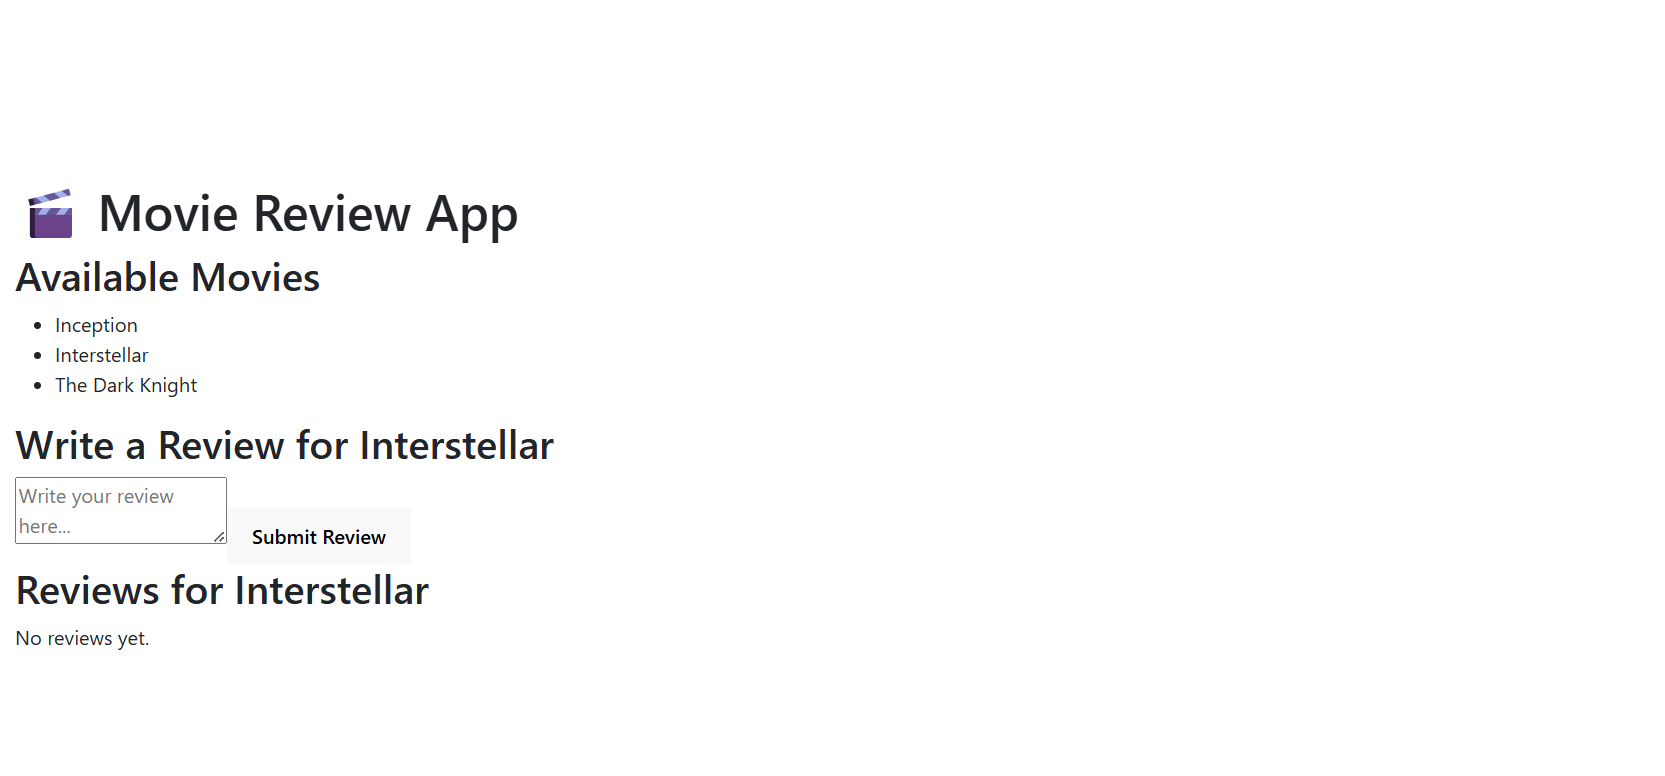 Movie Review App
Available Movies
Inception
Interstellar
The Dark Knight
Write a Review for Interstellar
Write your review
here...
Submit Review
Reviews for Interstellar
No reviews yet.